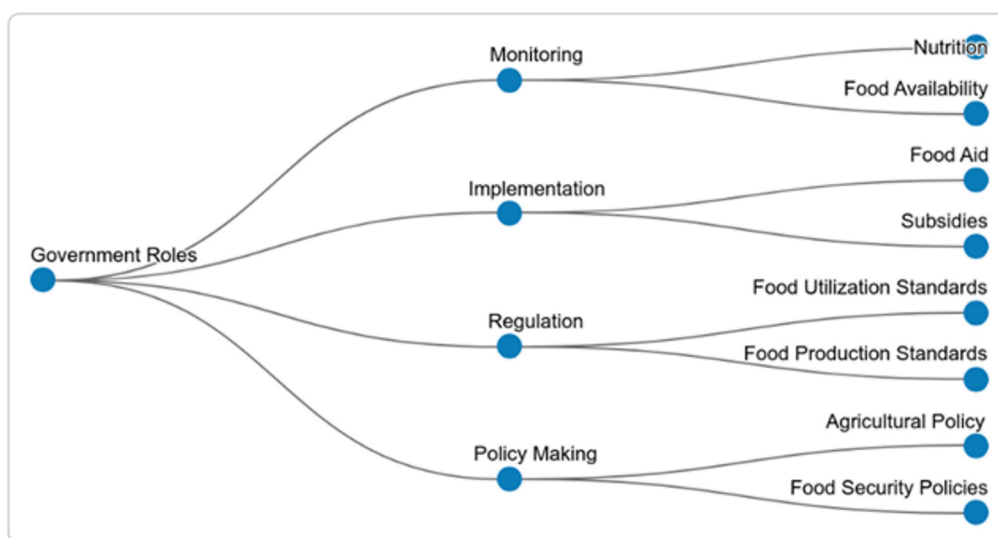 Monitoring
Nutrition
Food Availability
Food Aid
Implementation
Subsidies
Government Roles
Food Utilization Standards
Regulation
Food Production Standards
Agricultural Policy
Policy Making
Food Security Policies